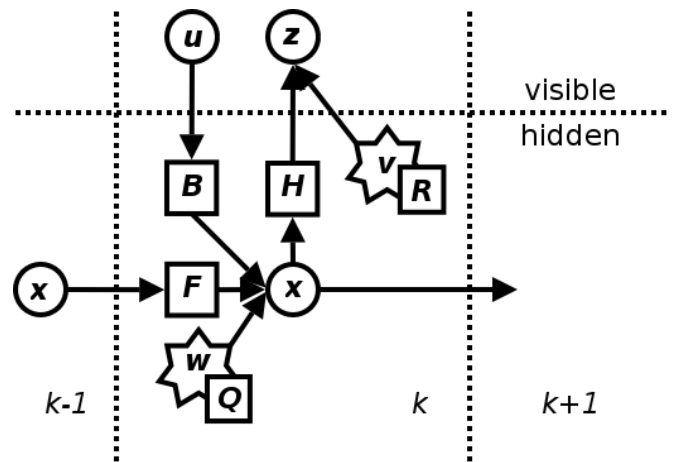 u z
visible
hidden
B H v R
x F x
w Q
k-1 k k+1